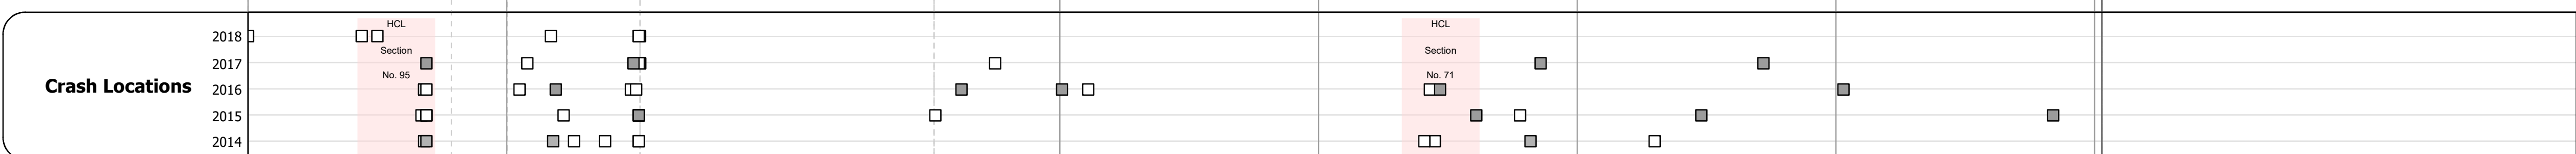 HCL
Section
No. 95
HCL
Section
No. 71
Crash Locations
2018
2017
2016
2015
2014